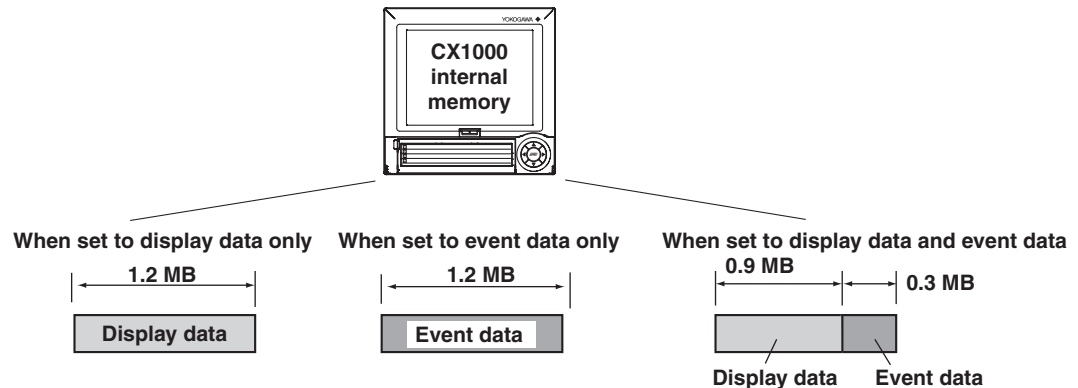 YOKOGAWA
CX1000
internal
memory
When set to display data only
1.2 MB
Display data
When set to event data only
1.2 MB
Event data
When set to display data and event data
0.9 MB
0.3 MB
Display data
Event data